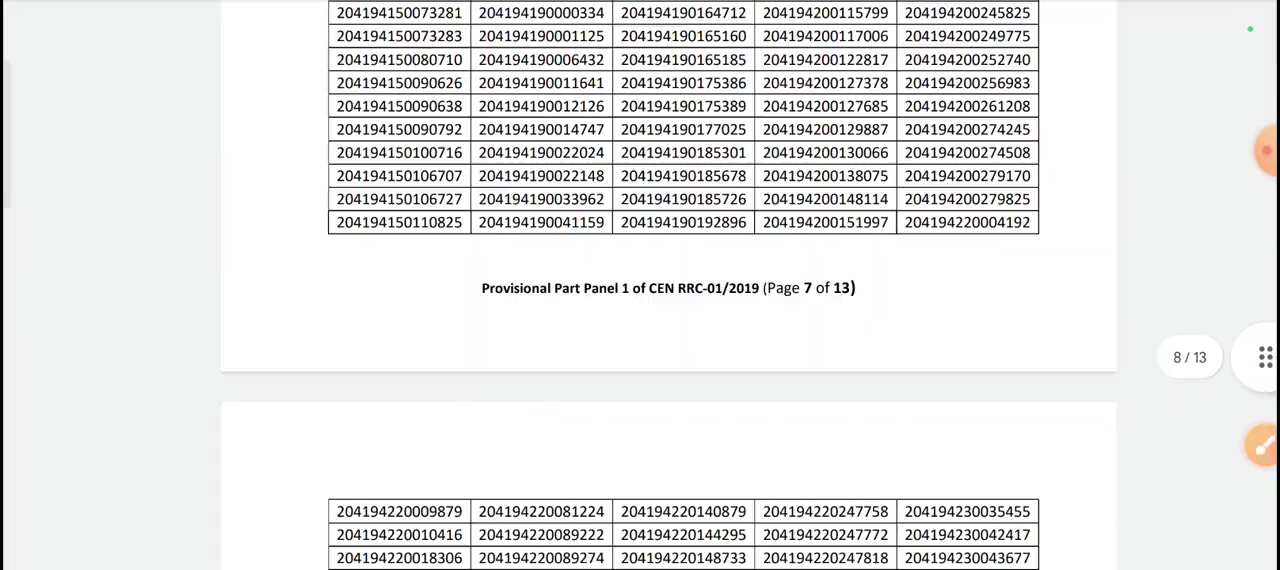 204194150073281 204194190000334 204194190164712 204194200115799 204194200245825
204194150073283 204194190001125 204194190165160 204194200117006 204194200249775
204194150080710 204194190006432 204194190165185 204194200122817 204194200252740
204194150090626 204194190011641 204194190175386 204194200127378 204194200256983
204194150090638 204194190012126 204194190175389 204194200127685 204194200261208
204194150090792 204194190014747 204194190177025 204194200129887 204194200274245
204194150100716 204194190022024 204194190185301 204194200130066 204194200274508
204194150106707 204194190022148 204194190185678 204194200138075 204194200279170
204194150106727 204194190033962 204194190185726 204194200148114 204194200279825
204194150110825 204194190041159 204194190192896 204194200151997 204194220004192
Provisional Part Panel 1 of CEN RRC-01/2019 (Page 7 of 13)
8 / 13
204194220009879 204194220081224 204194220140879 204194220247758 204194230035455
204194220010416 204194220089222 204194220144295 204194220247772 204194230042417
204194220018306 204194220089274 204194220148733 204194220247818 204194230043677